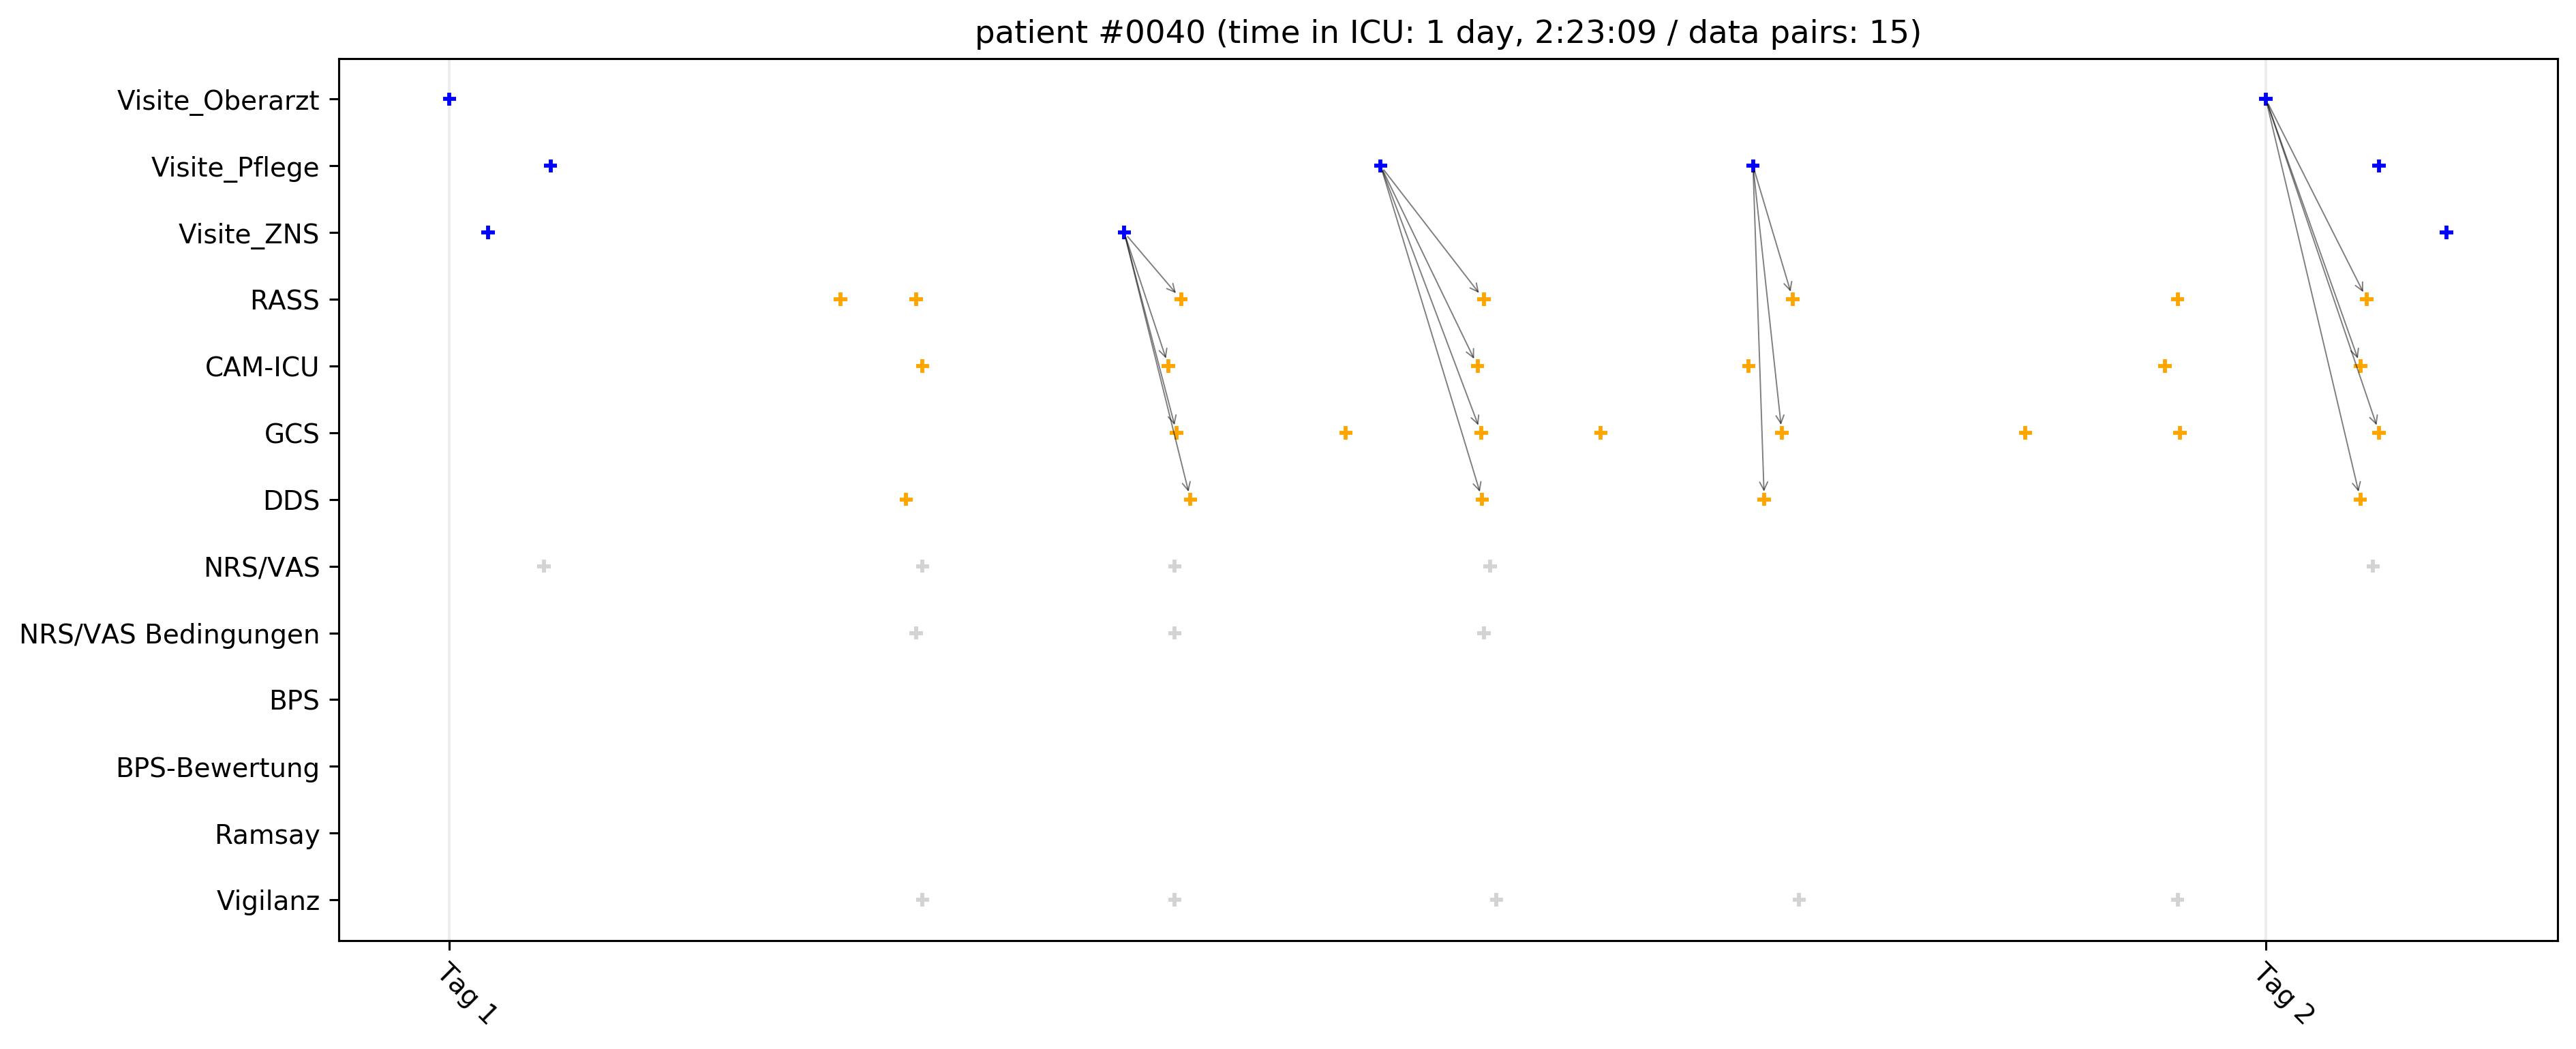 patient #0040 (time in ICU: 1 day, 2:23:09 / data pairs: 15)
Visite_Oberarzt
Visite_Pflege
Visite_ZNS
RASS
CAM-ICU
GCS
DDS
NRS/VAS
NRS/VAS Bedingungen
BPS
BPS-Bewertung
Ramsay
Vigilanz
Tag 1
Tag 2